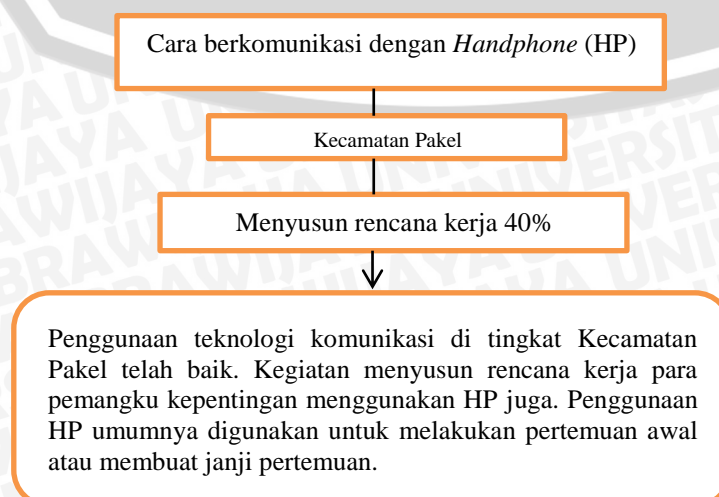 Cara berkomunikasi dengan Handphone (HP)
Kecamatan Pakel
Menyusun rencana kerja 40%
Penggunaan teknologi komunikasi di tingkat Kecamatan
Pakel telah baik. Kegiatan menyusun rencana kerja para
pemangku kepentingan menggunakan HP juga. Penggunaan
HP umumnya digunakan untuk melakukan pertemuan awal
atau membuat janji pertemuan.